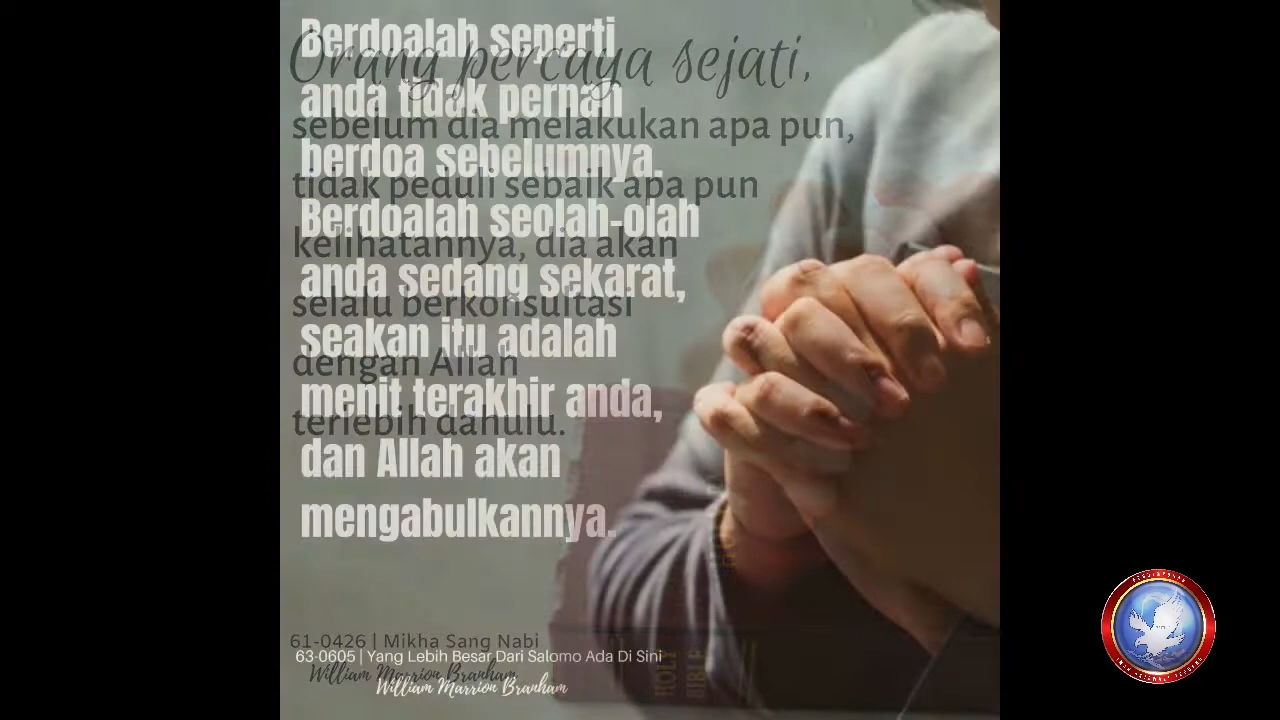 Berdoalah seperti
anda tidak pernah
berdoa sebelumnya.
Berdoalah seolah-olah
anda sedang sekarat,
seakan itu adalah
menit terakhir anda,
dan Allah akan
mengabulkannya.
Orang percaya sejati,
sebelum dia melakukan apa pun,
tidak peduli sebaik apa pun
kelihatannya, dia akan
selalu berkonsultasi
dengan Allah
terlebih dahulu.
61-0426 | Mikha Sang Nabi
William Marrion Branham
63-0605 | Yang Lebih Besar Dari Salomo Ada Di Sini
William Marrion Branham
HOLY
BIBLE